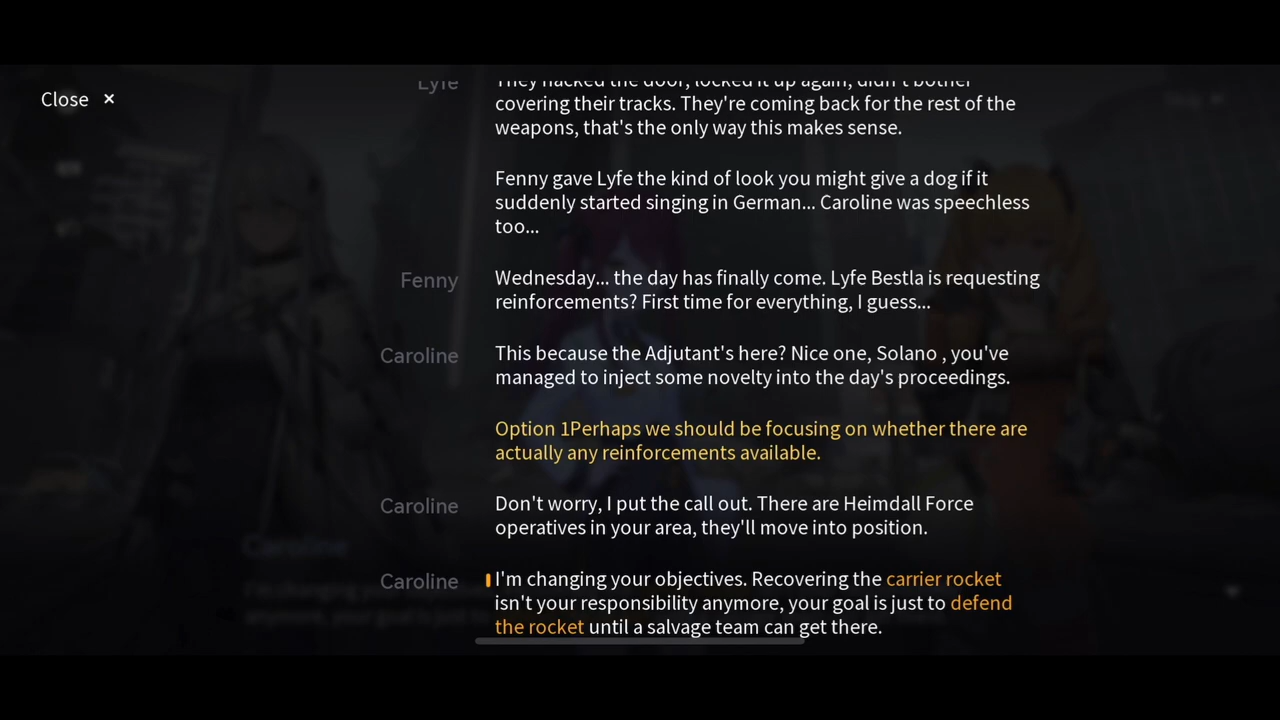 Close ×
Lyfe
They hacked the door, locked it up again, didn't bother
covering their tracks. They're coming back for the rest of the
weapons, that's the only way this makes sense.
Fenny gave Lyfe the kind of look you might give a dog if it
suddenly started singing in German... Caroline was speechless
too...
Fenny
Wednesday... the day has finally come. Lyfe Bestla is requesting
reinforcements? First time for everything, I guess...
Caroline
This because the Adjutant's here? Nice one, Solano , you've
managed to inject some novelty into the day's proceedings.
Option 1Perhaps we should be focusing on whether there are
actually any reinforcements available.
Caroline
Don't worry, I put the call out. There are Heimdall Force
operatives in your area, they'll move into position.
Caroline
I'm changing your objectives. Recovering the carrier rocket
isn't your responsibility anymore, your goal is just to defend
the rocket until a salvage team can get there.
Caroline